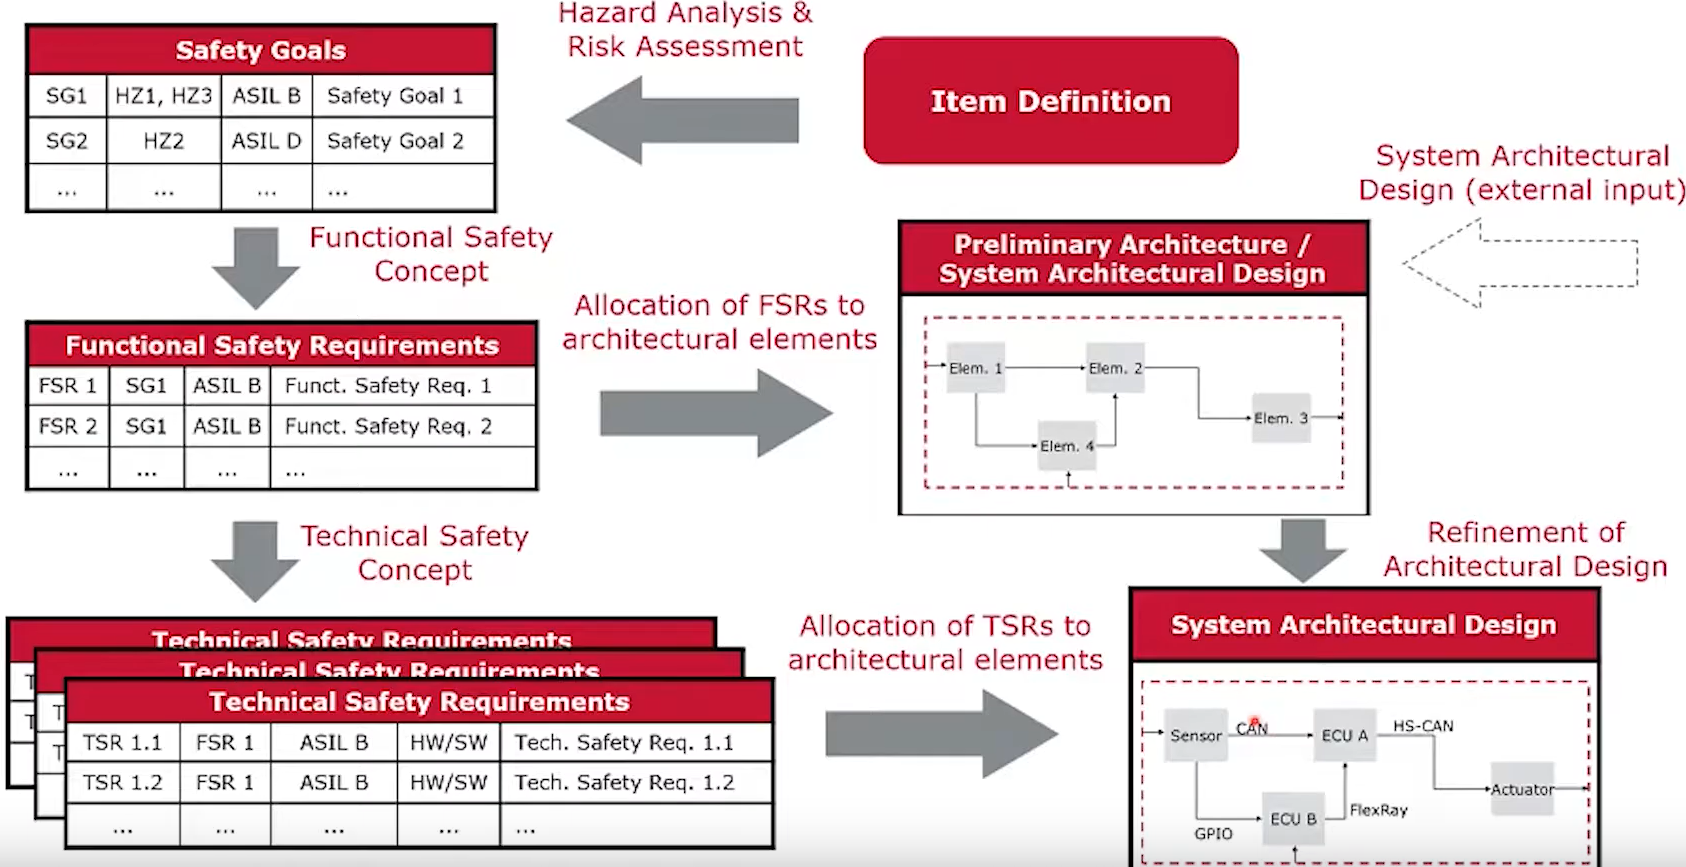 Hazard Analysis &
Risk Assessment
Safety Goals
SG1 HZ1, HZ3 ASIL B Safety Goal 1
SG2 HZ2 ASIL D Safety Goal 2
... ... ... ...
Item Definition
System Architectural
Design (external input)
Functional Safety
Concept
Preliminary Architecture /
System Architectural Design
Elem. 1
Elem. 2
Elem. 3
Elem. 4
Allocation of FSRs to
architectural elements
Functional Safety Requirements
FSR 1 SG1 ASIL B Funct. Safety Req. 1
FSR 2 SG1 ASIL B Funct. Safety Req. 2
... ... ... ...
Technical Safety
Concept
Refinement of
Architectural Design
Technical Safety Requirements
Technical Safety Requirements
Technical Safety Requirements
TSR 1.1 FSR 1 ASIL B HW/SW Tech. Safety Req. 1.1
TSR 1.2 FSR 1 ASIL B HW/SW Tech. Safety Req. 1.2
... ... ... ... ...
Allocation of TSRs to
architectural elements
System Architectural Design
Sensor
CAN
ECU A
HS-CAN
Actuator
ECU B
FlexRay
GPIO